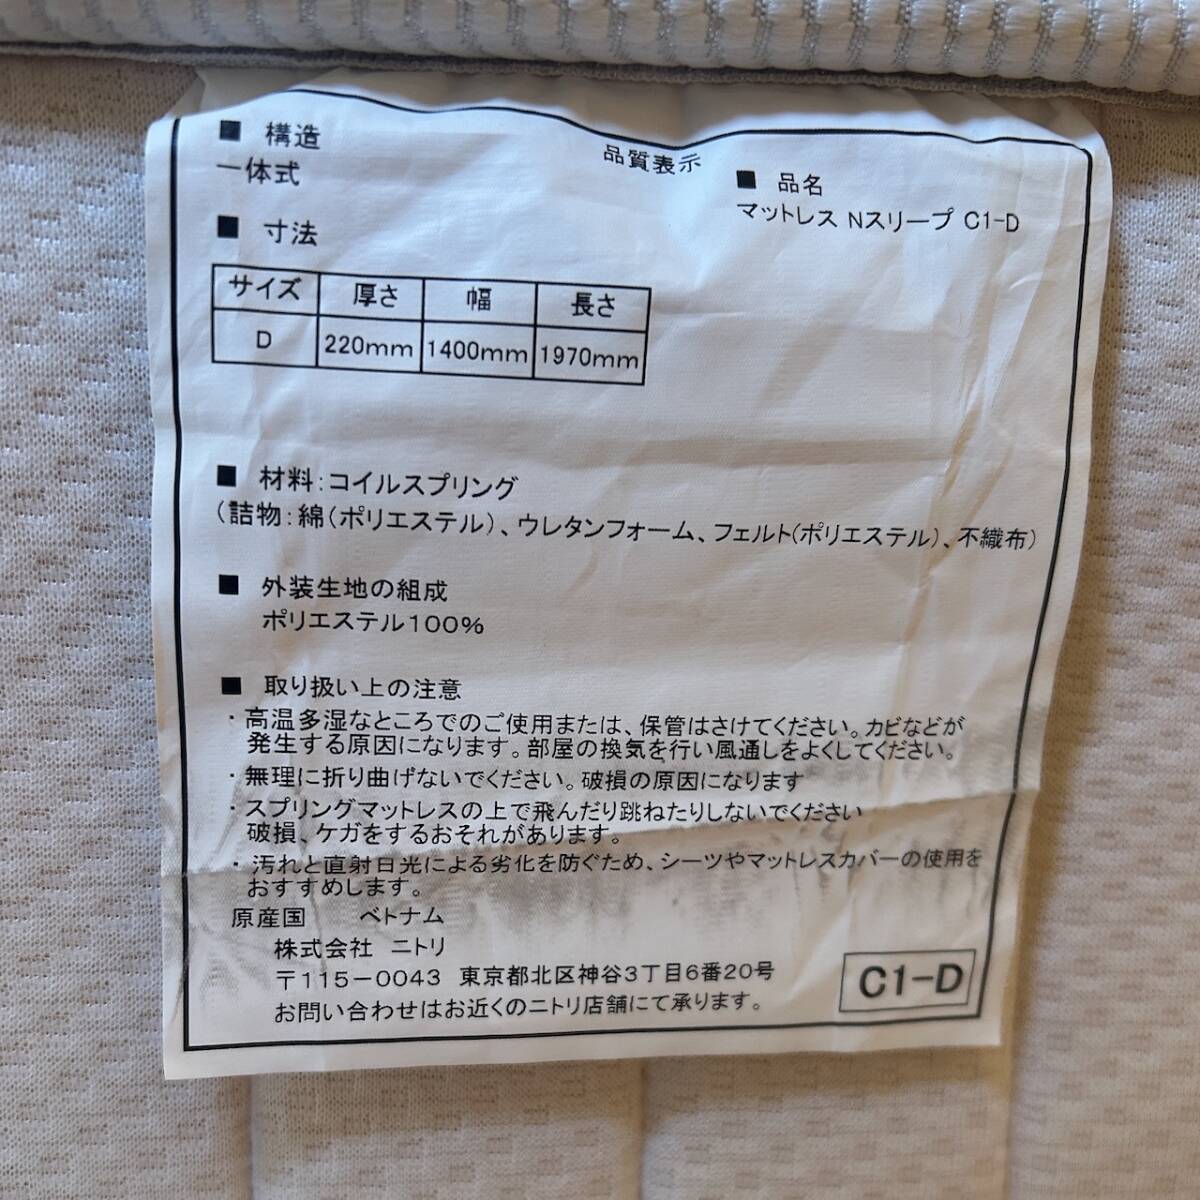 品質表示
■ 構造
一体式
■ 品名
マットレス Nスリープ C1-D
■ 寸法
サイズ 厚さ 幅 長さ
D 220mm 1400mm 1970mm
■ 材料：コイルスプリング
（詰物：綿（ポリエステル）、ウレタンフォーム、フェルト（ポリエステル）、不織布）
■ 外装生地の組成
ポリエステル100%
■ 取り扱い上の注意
・高温多湿なところでのご使用または、保管はさけてください。カビなどが
発生する原因になります。部屋の換気を行い風通しをよくしてください。
・無理に折り曲げないでください。破損の原因になります
・スプリングマットレスの上で飛んだり跳ねたりしないでください
破損、ケガをするおそれがあります。
・汚れと直射日光による劣化を防ぐため、シーツやマットレスカバーの使用を
おすすめします。
原産国 ベトナム
株式会社 ニトリ
〒115－0043 東京都北区神谷3丁目6番20号
お問い合わせはお近くのニトリ店舗にて承ります。
C1-D